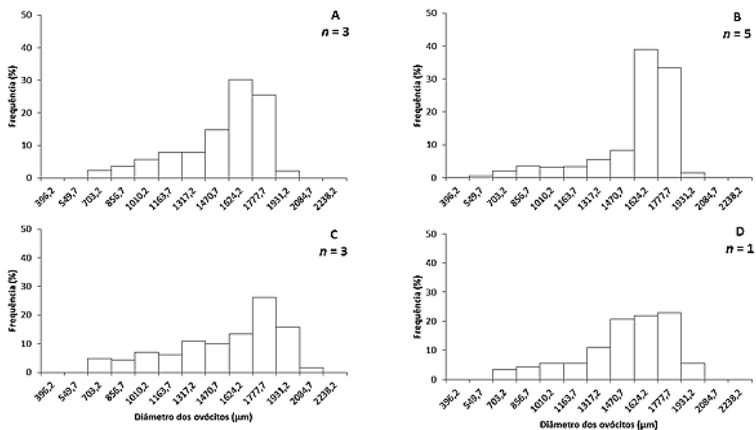 A
n = 3
Frequência (%)
50
40
30
20
10
0
396,2 549,7 703,2 856,7 1010,2 1163,7 1317,2 1470,7 1624,2 1777,7 1931,2 2084,7 2238,2
B
n = 5
Frequência (%)
50
40
30
20
10
0
396,2 549,7 703,2 856,7 1010,2 1163,7 1317,2 1470,7 1624,2 1777,7 1931,2 2084,7 2238,2
C
n = 3
Frequência (%)
50
40
30
20
10
0
396,2 549,7 703,2 856,7 1010,2 1163,7 1317,2 1470,7 1624,2 1777,7 1931,2 2084,7 2238,2
Diâmetro dos ovócitos (µm)
D
n = 1
Frequência (%)
50
40
30
20
10
0
396,2 549,7 703,2 856,7 1010,2 1163,7 1317,2 1470,7 1624,2 1777,7 1931,2 2084,7 2238,2
Diâmetro dos ovócitos (µm)